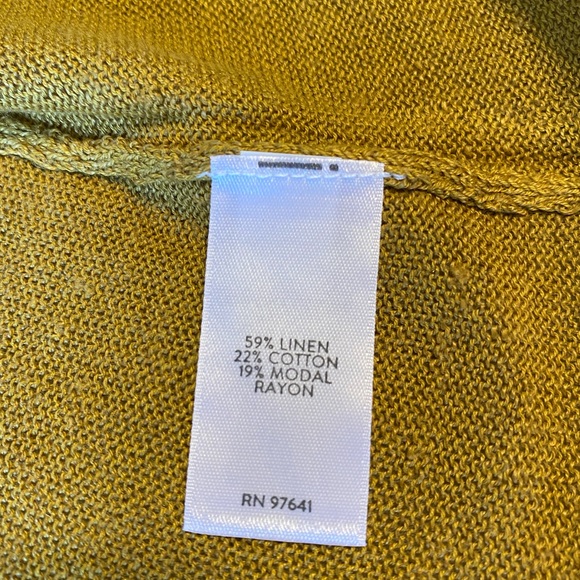 59% LINEN
22% COTTON
19% MODAL
RAYON
RN 97641